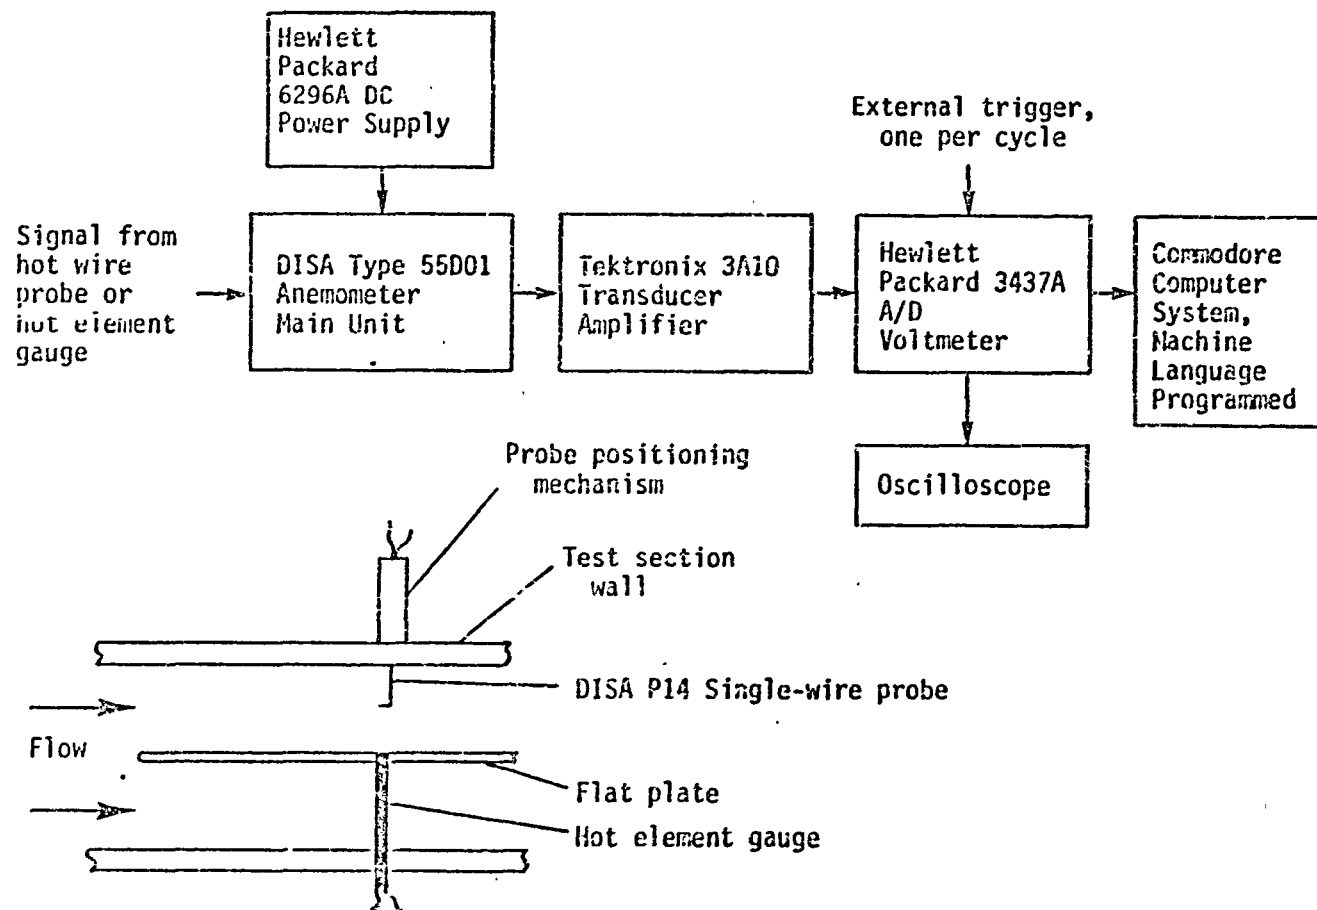 Hewlett
Packard
6296A DC
Power Supply
External trigger,
one per cycle
Signal from
hot wire
probe or
hot element
gauge
DISA Type 55D01
Anemometer
Main Unit
Tektronix 3A10
Transducer
Amplifier
Hewlett
Packard 3437A
A/D
Voltmeter
Commodore
Computer
System,
Machine
Language
Programmed
Oscilloscope
Probe positioning
mechanism
Test section
wall
DISA P14 Single-wire probe
Flow
Flat plate
Hot element gauge